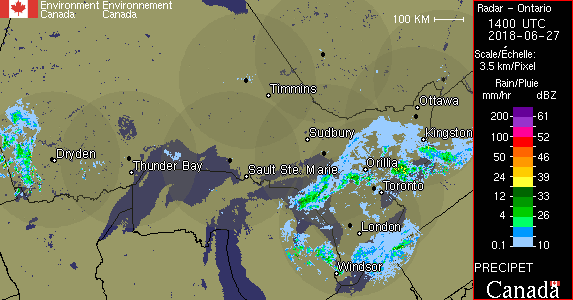 Environment Environnement
Canada Canada
100 KM
Timmins
Ottawa
Sudbury
Kingston
Dryden
Thunder Bay
Sault Ste. Marie
Orillia
Toronto
London
Windsor
Radar - Ontario
1400 UTC
2018-06-27
Scale/Échelle:
3.5 km/Pixel
Rain/Pluie
mm/hr dBZ
200 61
100 52
50 46
24 39
12 33
4 26
1 16
0.1 10
PRECIPET
Canada